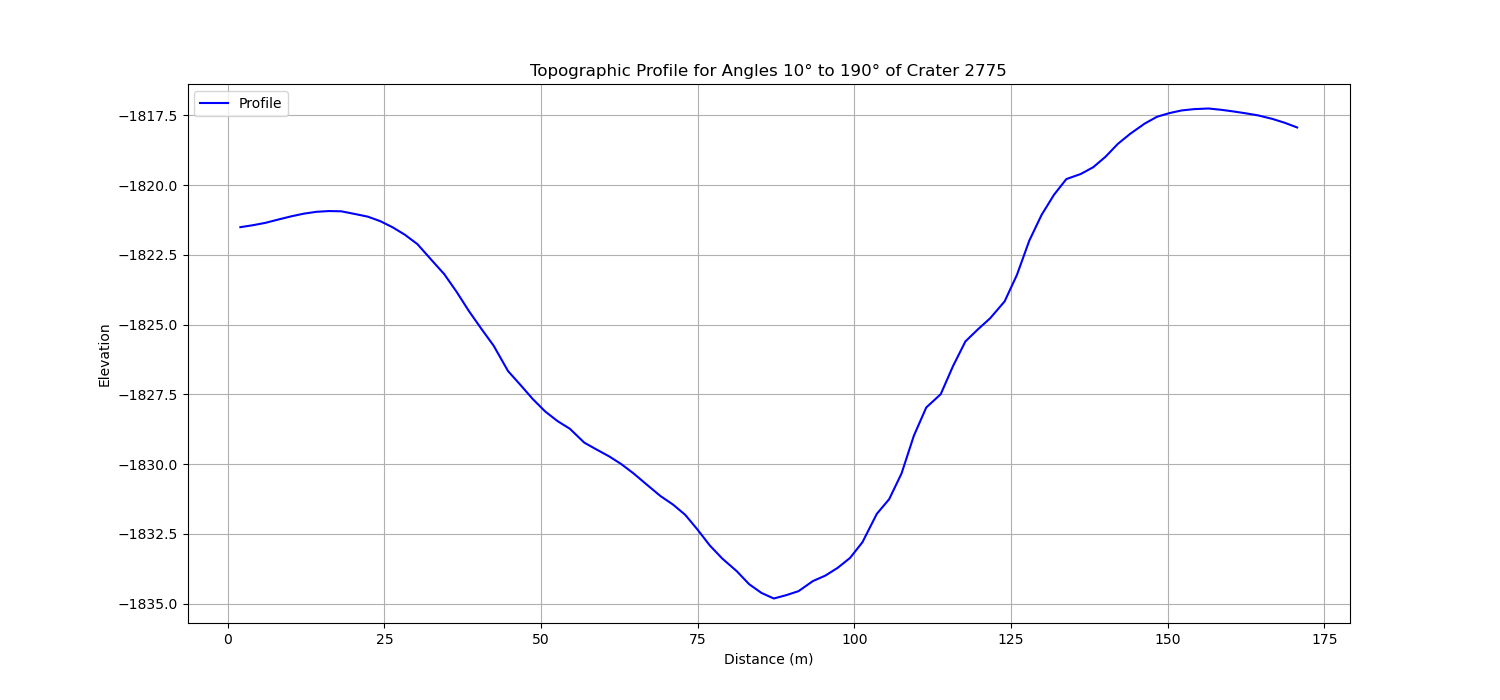 Topographic Profile for Angles 10° to 190° of Crater 2775
Profile
−1817.5
−1820.0
−1822.5
−1825.0
−1827.5
−1830.0
−1832.5
−1835.0
Elevation
0 25 50 75 100 125 150 175
Distance (m)